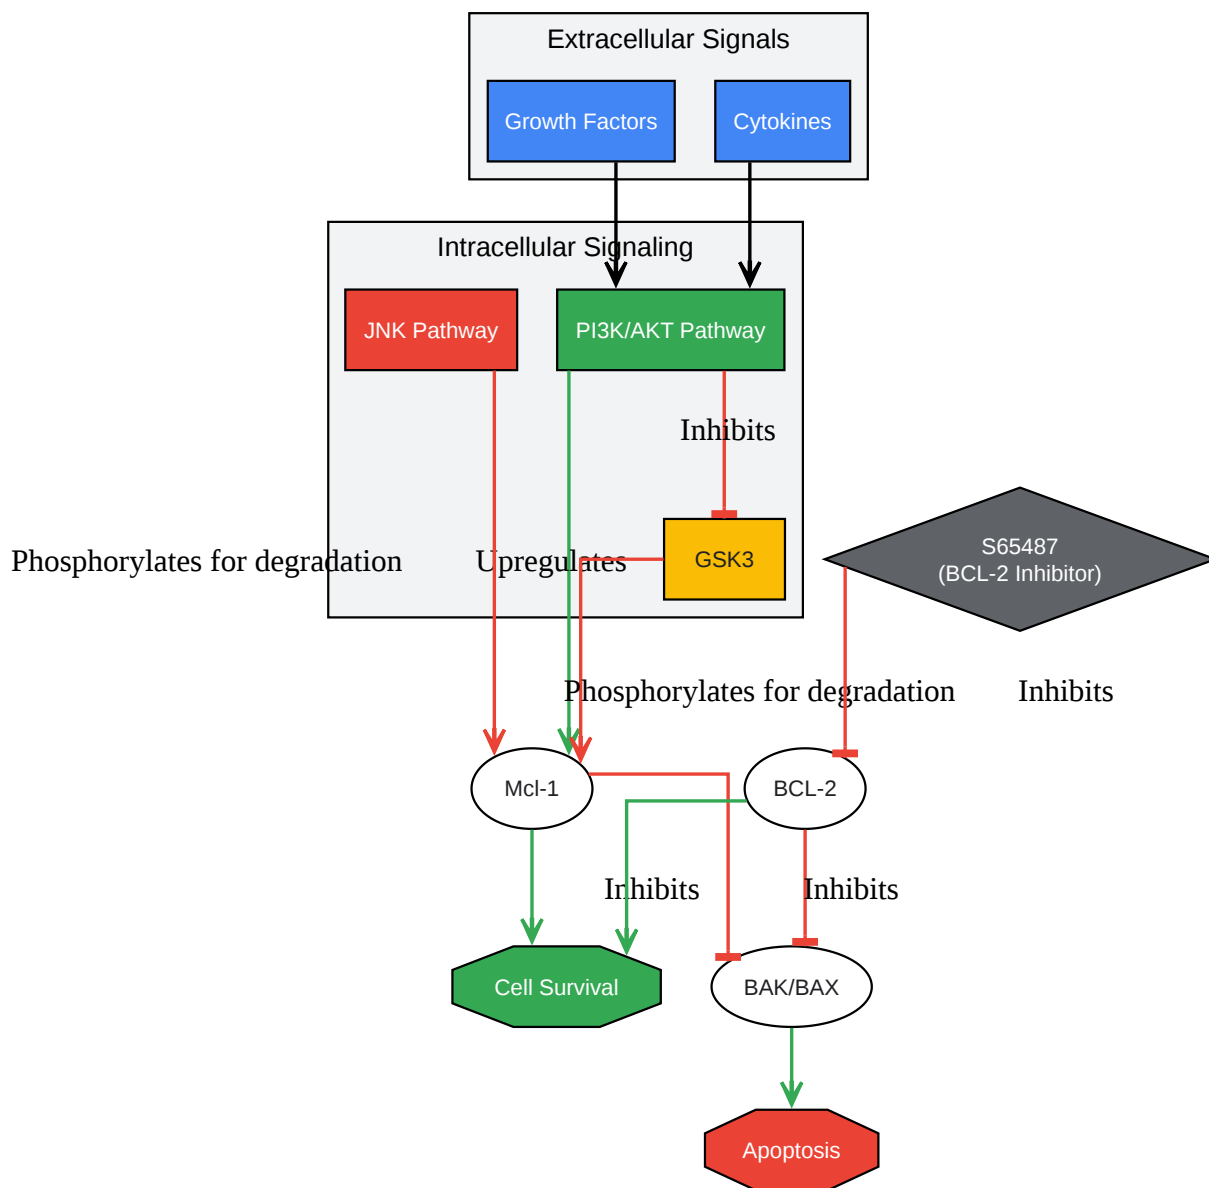 Extracellular Signals
Growth Factors
Cytokines
Intracellular Signaling
JNK Pathway
PI3K/AKT Pathway
Inhibits
Phosphorylates for degradation
Upregulates
GSK3
S65487
(BCL-2 Inhibitor)
Phosphorylates for degradation
Inhibits
Mcl-1
BCL-2
Inhibits
Inhibits
Cell Survival
BAK/BAX
Apoptosis